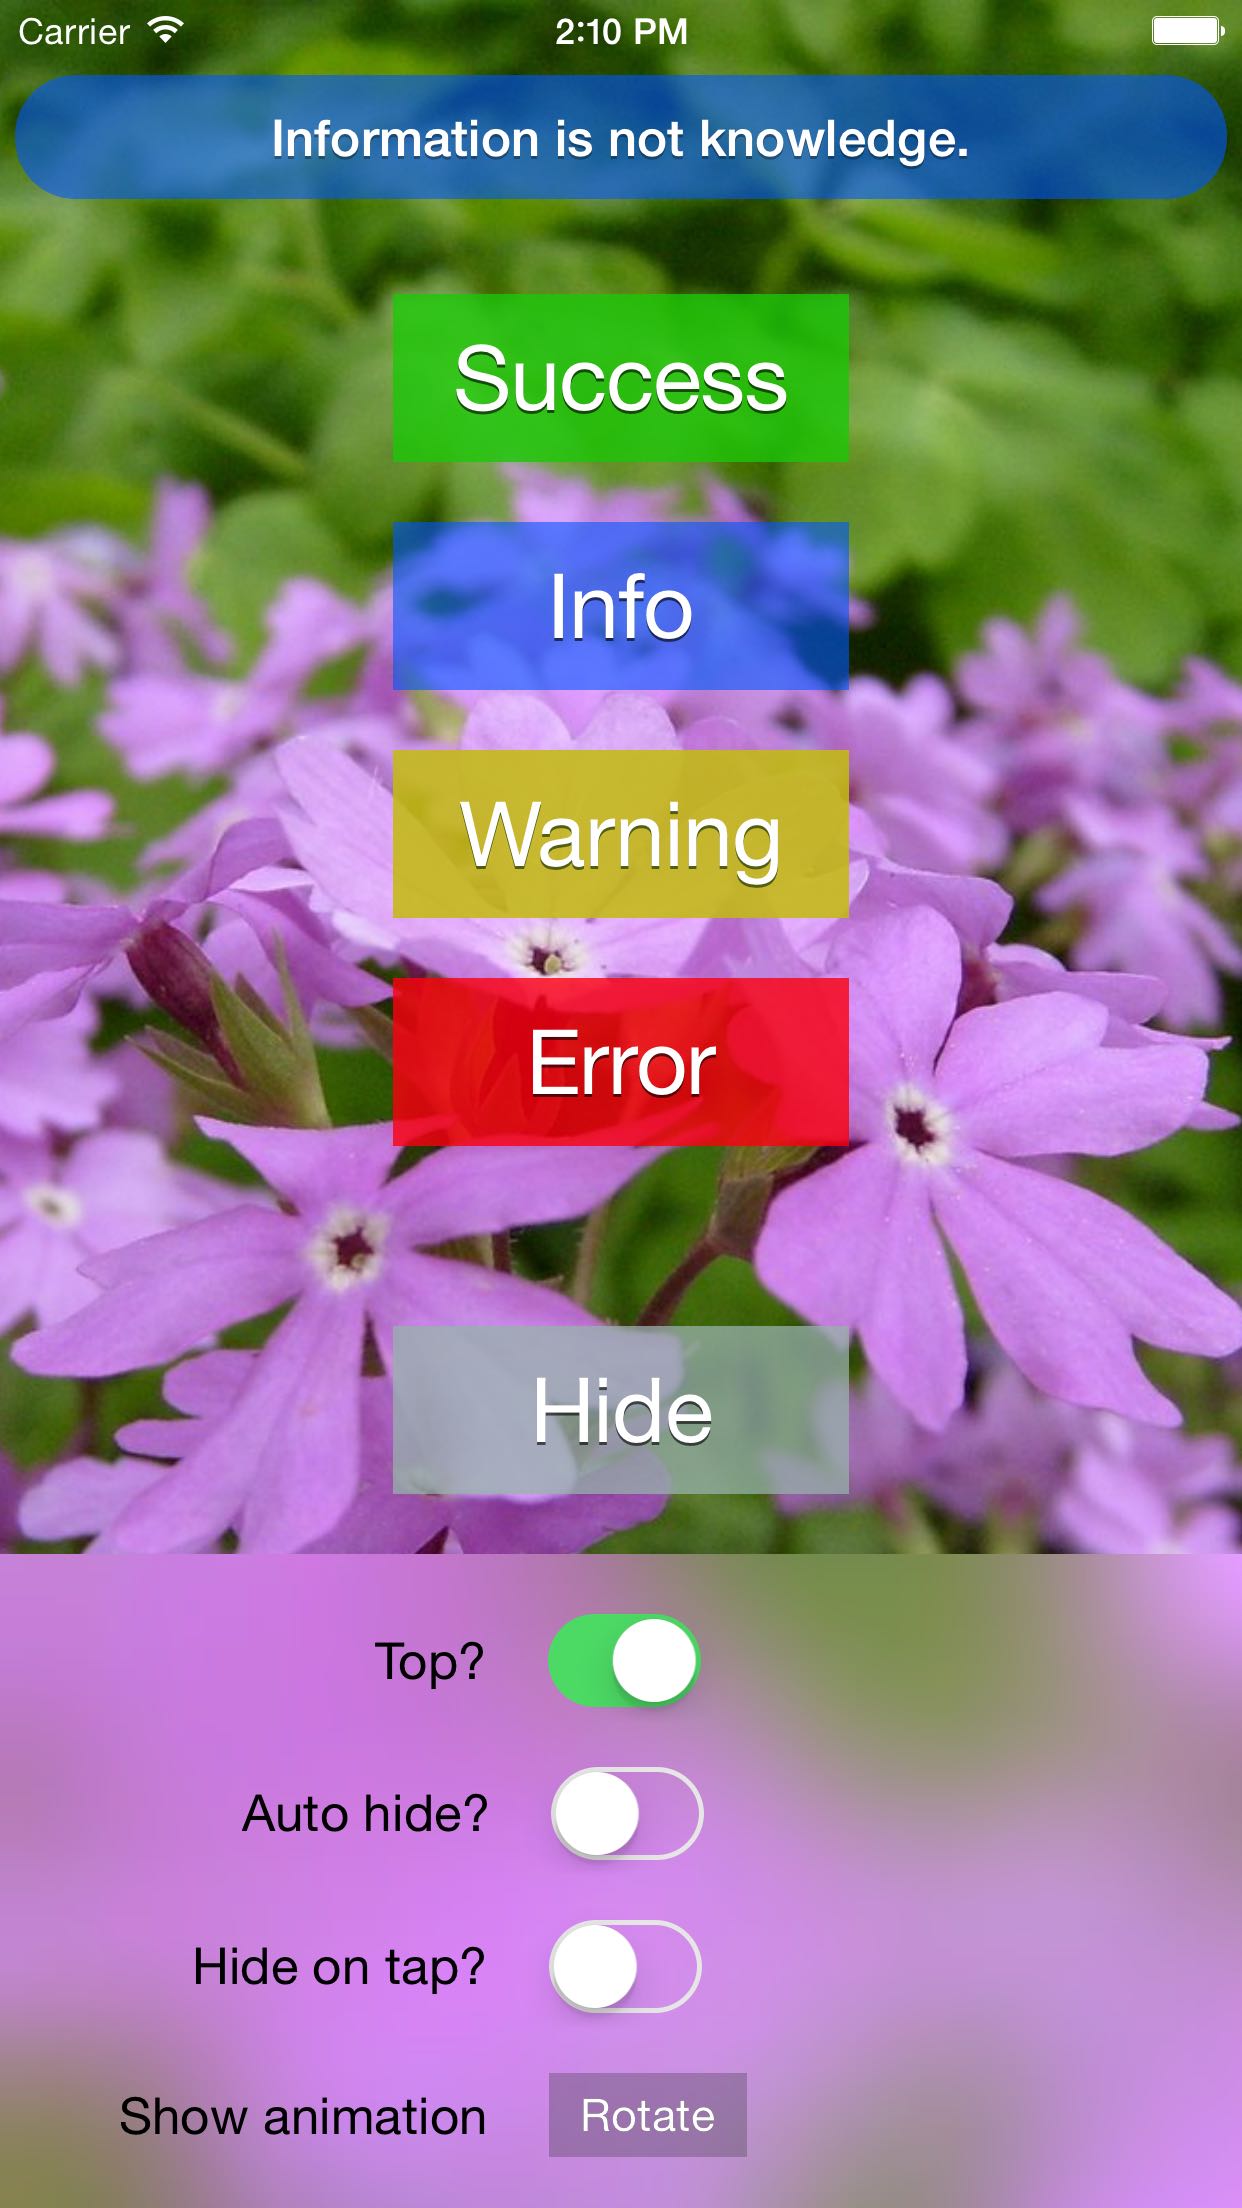 Carrier 2:10 PM
Information is not knowledge.
Success
Info
Warning
Error
Hide
Top?
Auto hide?
Hide on tap?
Show animation Rotate